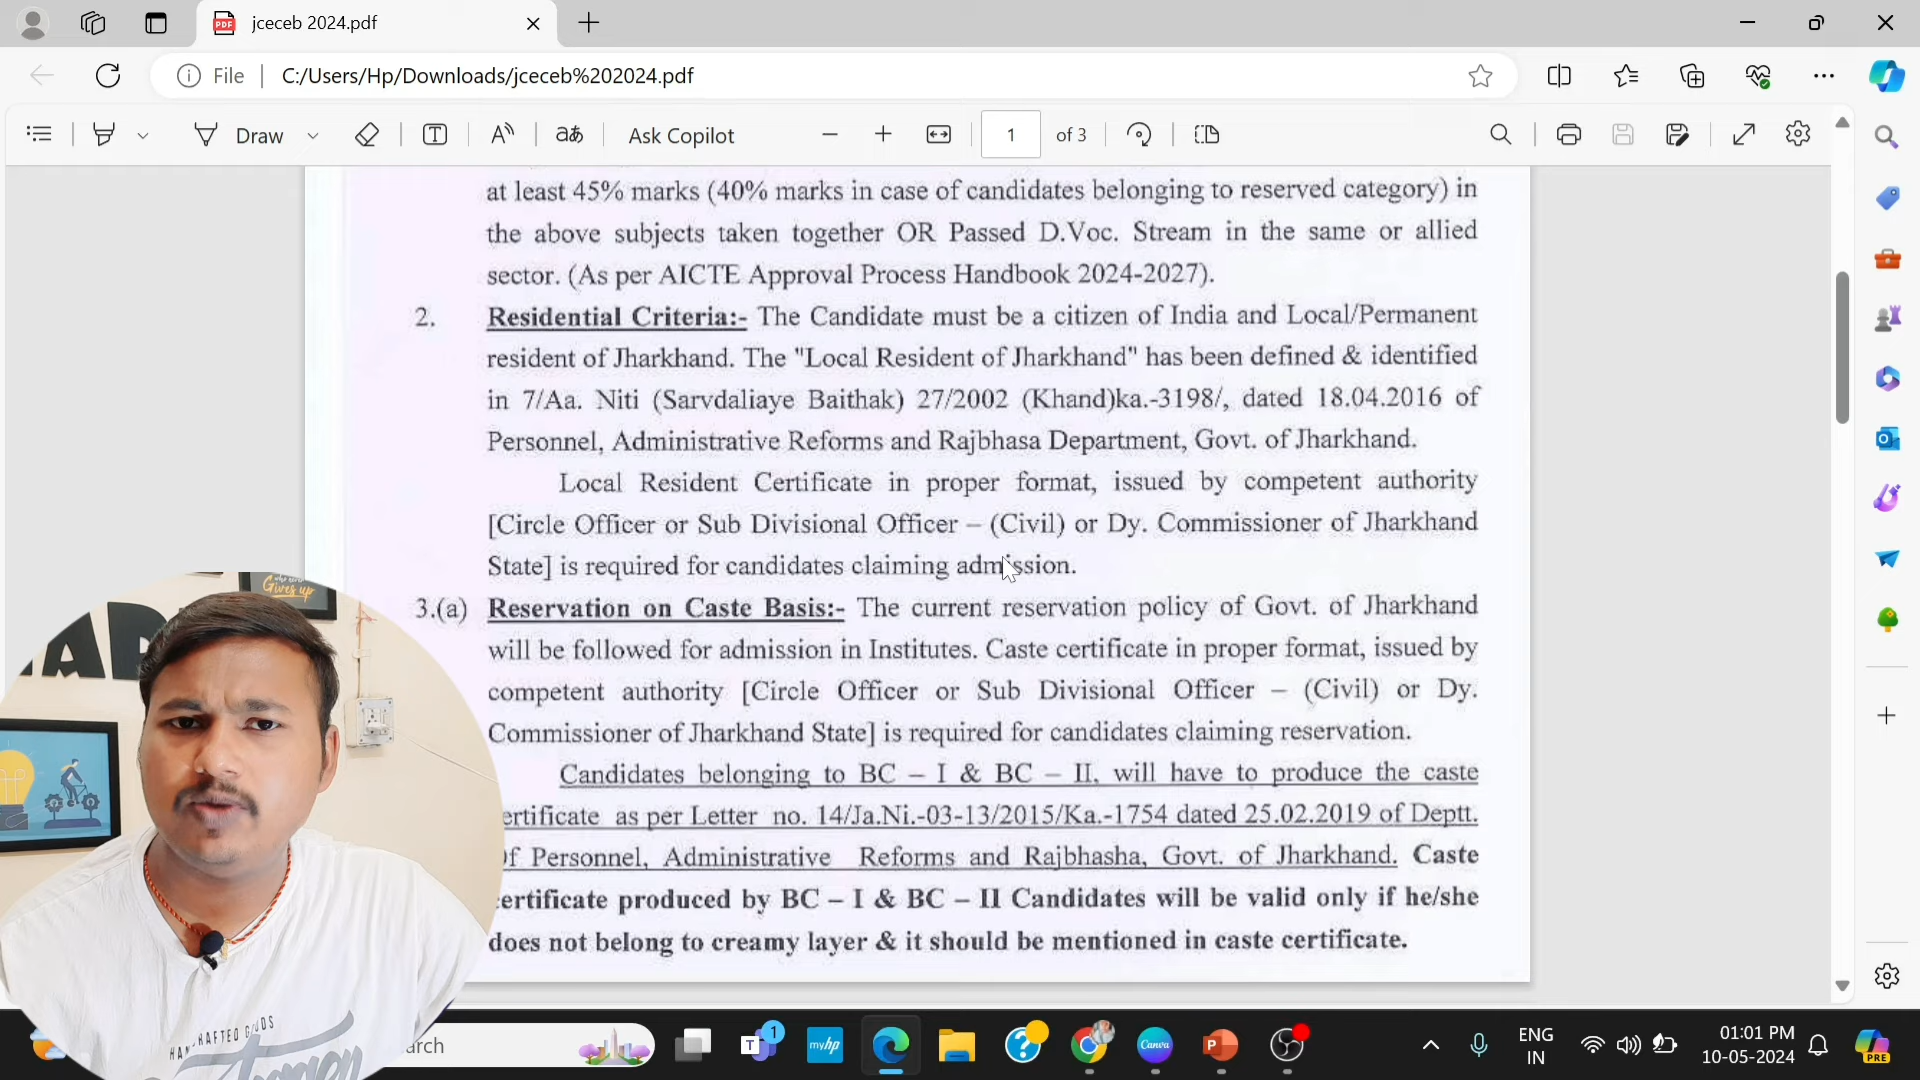 jceceb 2024.pdf
File
C:/Users/Hp/Downloads/jceceb%202024.pdf
Draw
Ask Copilot
1
of 3
at least 45% marks (40% marks in case of candidates belonging to reserved category) in
the above subjects taken together OR Passed D.Voc. Stream in the same or allied
sector. (As per AICTE Approval Process Handbook 2024-2027).
2. Residential Criteria:- The Candidate must be a citizen of India and Local/Permanent
resident of Jharkhand. The "Local Resident of Jharkhand" has been defined & identified
in 7/Aa. Niti (Sarvdaliaye Baithak) 27/2002 (Khand)ka.-3198/, dated 18.04.2016 of
Personnel, Administrative Reforms and Rajbhasa Department, Govt. of Jharkhand.
Local Resident Certificate in proper format, issued by competent authority
[Circle Officer or Sub Divisional Officer – (Civil) or Dy. Commissioner of Jharkhand
State] is required for candidates claiming admission.
3.(a) Reservation on Caste Basis:- The current reservation policy of Govt. of Jharkhand
will be followed for admission in Institutes. Caste certificate in proper format, issued by
competent authority [Circle Officer or Sub Divisional Officer – (Civil) or Dy.
Commissioner of Jharkhand State] is required for candidates claiming reservation.
Candidates belonging to BC – I & BC – II, will have to produce the caste
ertificate as per Letter no. 14/Ja.Ni.-03-13/2015/Ka.-1754 dated 25.02.2019 of Deptt.
f Personnel, Administrative Reforms and Rajbhasha, Govt. of Jharkhand. Caste
ertificate produced by BC – I & BC – II Candidates will be valid only if he/she
does not belong to creamy layer & it should be mentioned in caste certificate.
Gives up
arch
1
myhp
Canva
ENG
IN
01:01 PM
10-05-2024
PRE